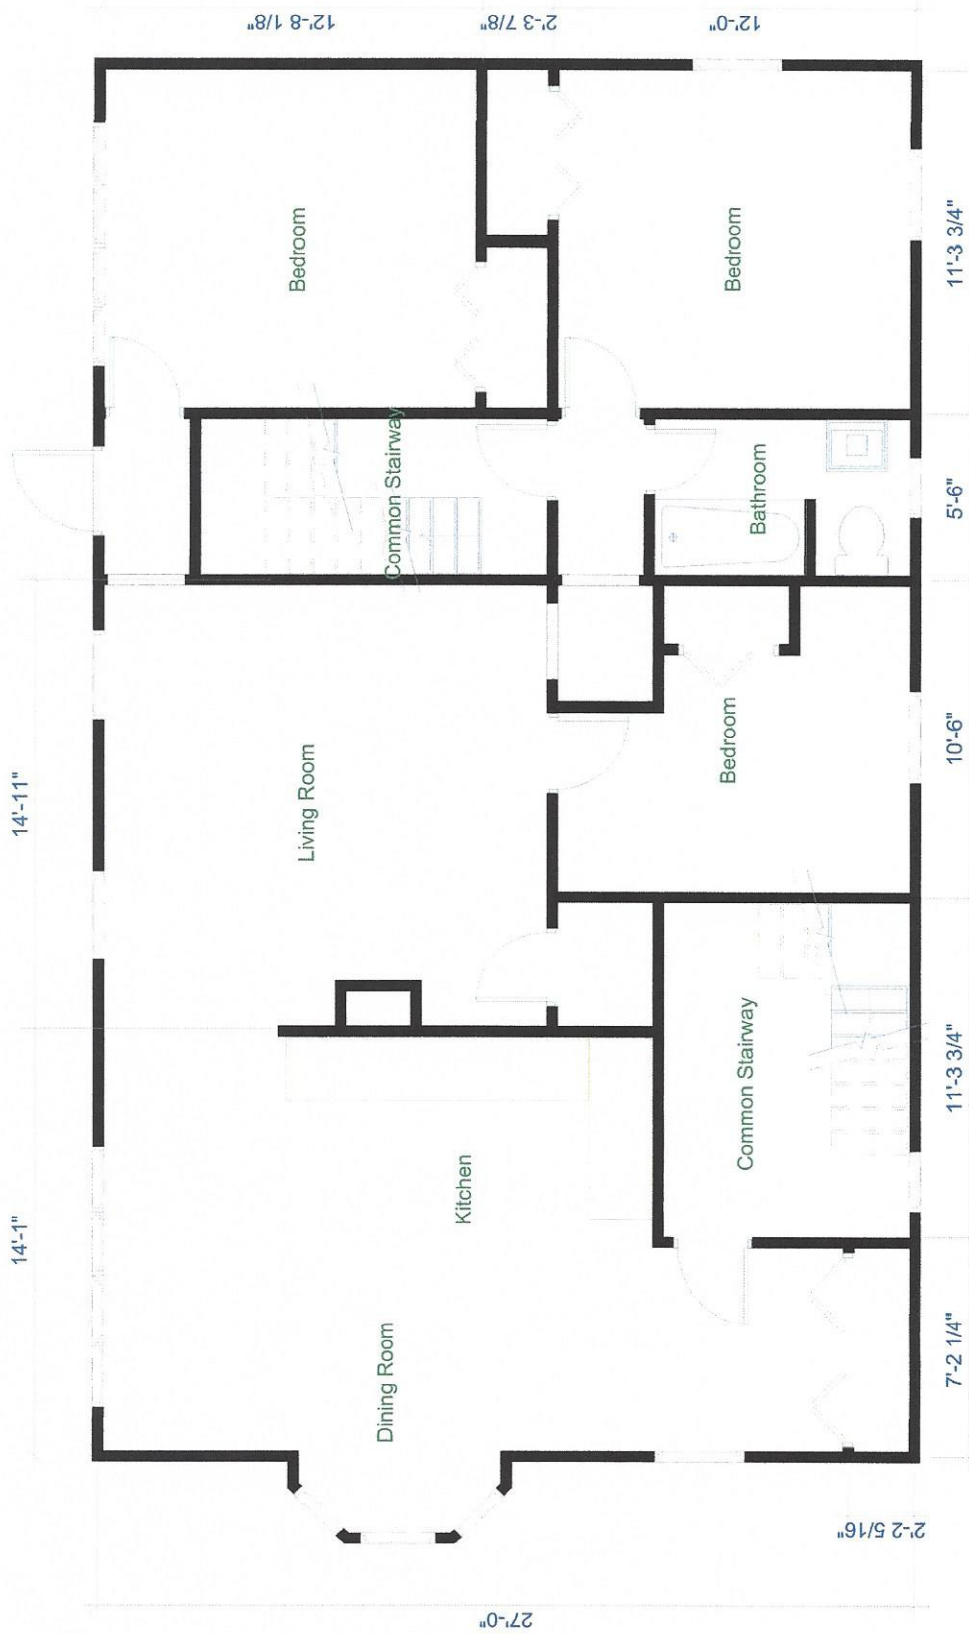 12'-8 1/8"
2'-3 7/8"
12'-0"
Bedroom
Bedroom
11'-3 3/4"
Common Stairway
Bathroom
5'-6"
14'-11"
Living Room
Bedroom
10'-6"
Common Stairway
11'-3 3/4"
14'-1"
Kitchen
Dining Room
7'-2 1/4"
2'-2 5/16"
27'-0"